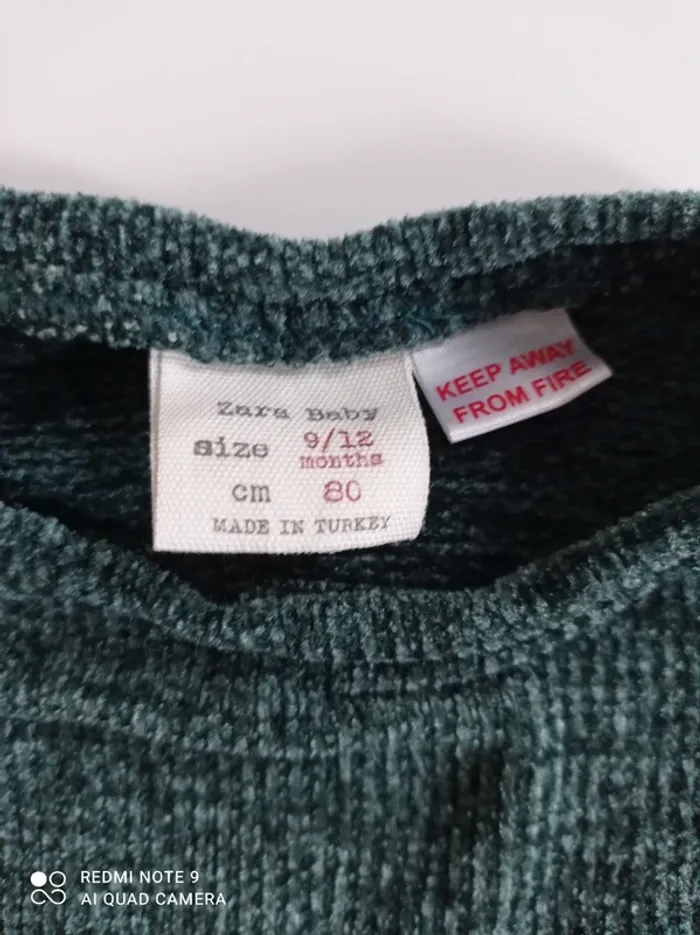 Zara Baby
size 9/12
months
cm 80
MADE IN TURKEY
KEEP AWAY
FROM FIRE
REDMI NOTE 9
AI QUAD CAMERA